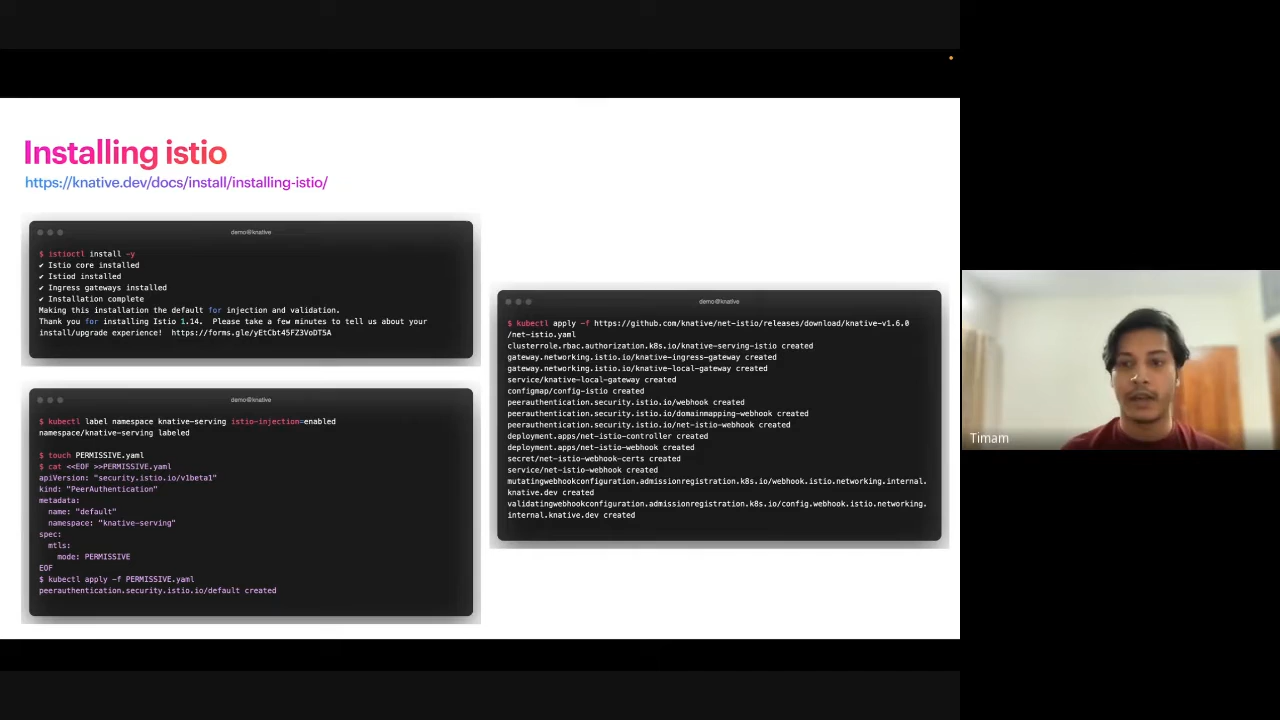 Installing istio
https://knative.dev/docs/install/installing-istio/
demo@knative
$ istioctl install -y
✔ Istio core installed
✔ Istiod installed
✔ Ingress gateways installed
✔ Installation complete
Making this installation the default for injection and validation.
Thank you for installing Istio 1.14.  Please take a few minutes to tell us about your
install/upgrade experience!  https://forms.gle/yEtCbt45FZ3VoDT5A
demo@knative
$ kubectl label namespace knative-serving istio-injection=enabled
namespace/knative-serving labeled
$ touch PERMISSIVE.yaml
$ cat <<EOF >>PERMISSIVE.yaml
apiVersion: "security.istio.io/v1beta1"
kind: "PeerAuthentication"
metadata:
  name: "default"
  namespace: "knative-serving"
spec:
  mtls:
    mode: PERMISSIVE
EOF
$ kubectl apply -f PERMISSIVE.yaml
peerauthentication.security.istio.io/default created
demo@knative
$ kubectl apply -f https://github.com/knative/net-istio/releases/download/knative-v1.6.0
/net-istio.yaml
clusterrole.rbac.authorization.k8s.io/knative-serving-istio created
gateway.networking.istio.io/knative-ingress-gateway created
gateway.networking.istio.io/knative-local-gateway created
service/knative-local-gateway created
configmap/config-istio created
peerauthentication.security.istio.io/webhook created
peerauthentication.security.istio.io/domainmapping-webhook created
peerauthentication.security.istio.io/net-istio-webhook created
deployment.apps/net-istio-controller created
deployment.apps/net-istio-webhook created
secret/net-istio-webhook-certs created
service/net-istio-webhook created
mutatingwebhookconfiguration.admissionregistration.k8s.io/webhook.istio.networking.internal.
knative.dev created
validatingwebhookconfiguration.admissionregistration.k8s.io/config.webhook.istio.networking.
internal.knative.dev created
Timam